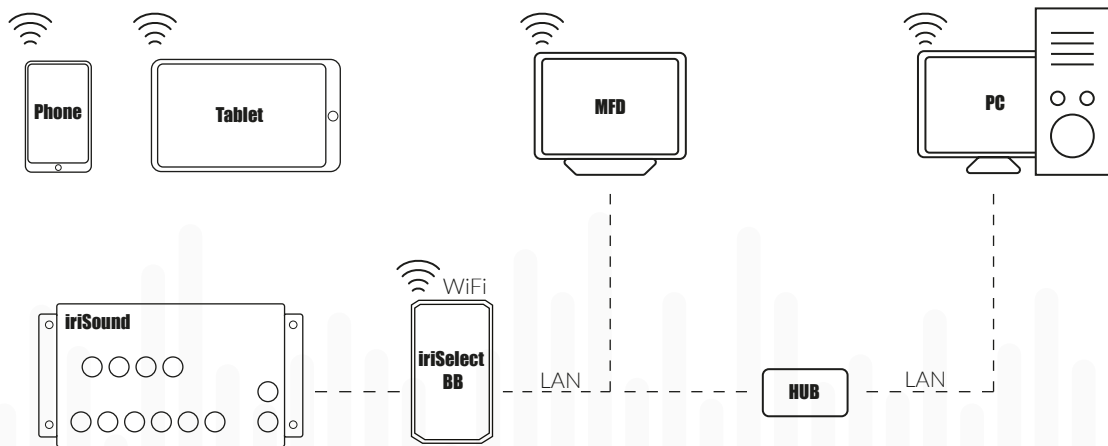 Phone
Tablet
MFD
PC
WiFi
iriSound
iriSelect
BB
LAN
HUB
LAN